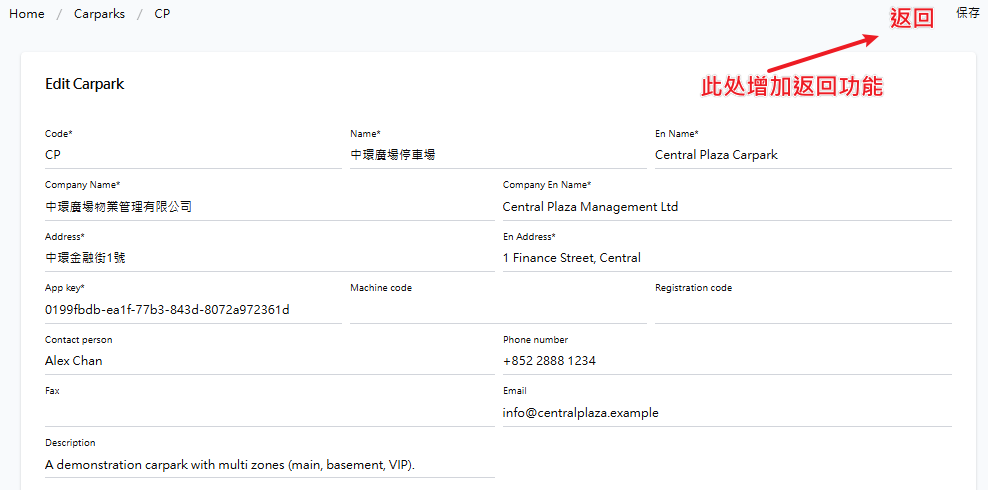 Home / Carparks / CP
返回
保存
此处增加返回功能
Edit Carpark
Code* Name* En Name*
CP 中環廣場停車場 Central Plaza Carpark
Company Name* Company En Name*
中環廣場物業管理有限公司 Central Plaza Management Ltd
Address* En Address*
中環金融街1號 1 Finance Street, Central
App key* Machine code Registration code
0199fbdb-ea1f-77b3-843d-8072a972361d
Contact person Phone number
Alex Chan +852 2888 1234
Fax Email
info@centralplaza.example
Description
A demonstration carpark with multi zones (main, basement, VIP).